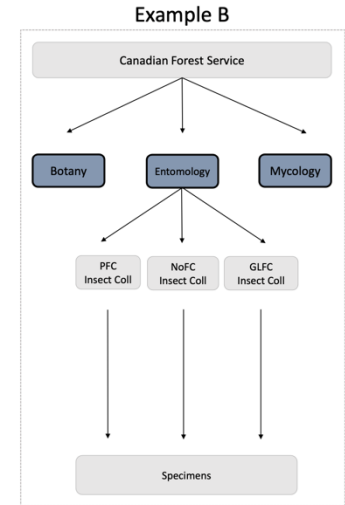 Example B
Canadian Forest Service
Botany
Entomology
Mycology
PFC
Insect Coll
NoFC
Insect Coll
GLFC
Insect Coll
Specimens